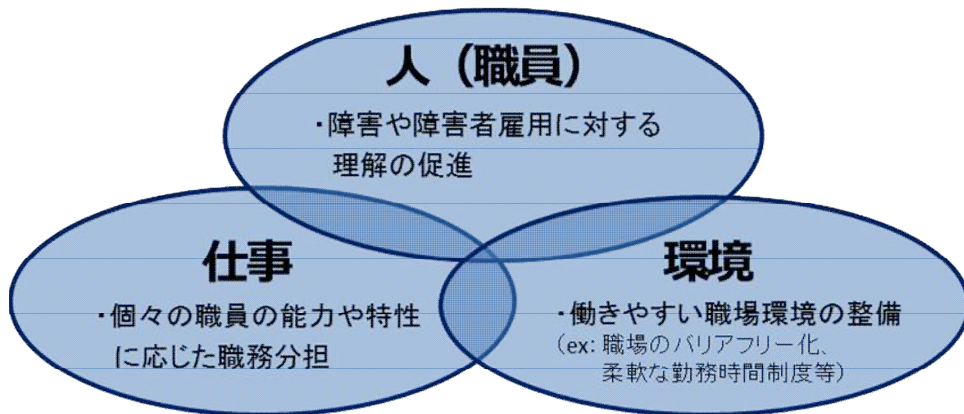 人（職員）
・障害や障害者雇用に対する
理解の促進
仕事
・個々の職員の能力や特性
に応じた職務分担
環境
・働きやすい職場環境の整備
（ex: 職場のバリアフリー化、
柔軟な勤務時間制度等）